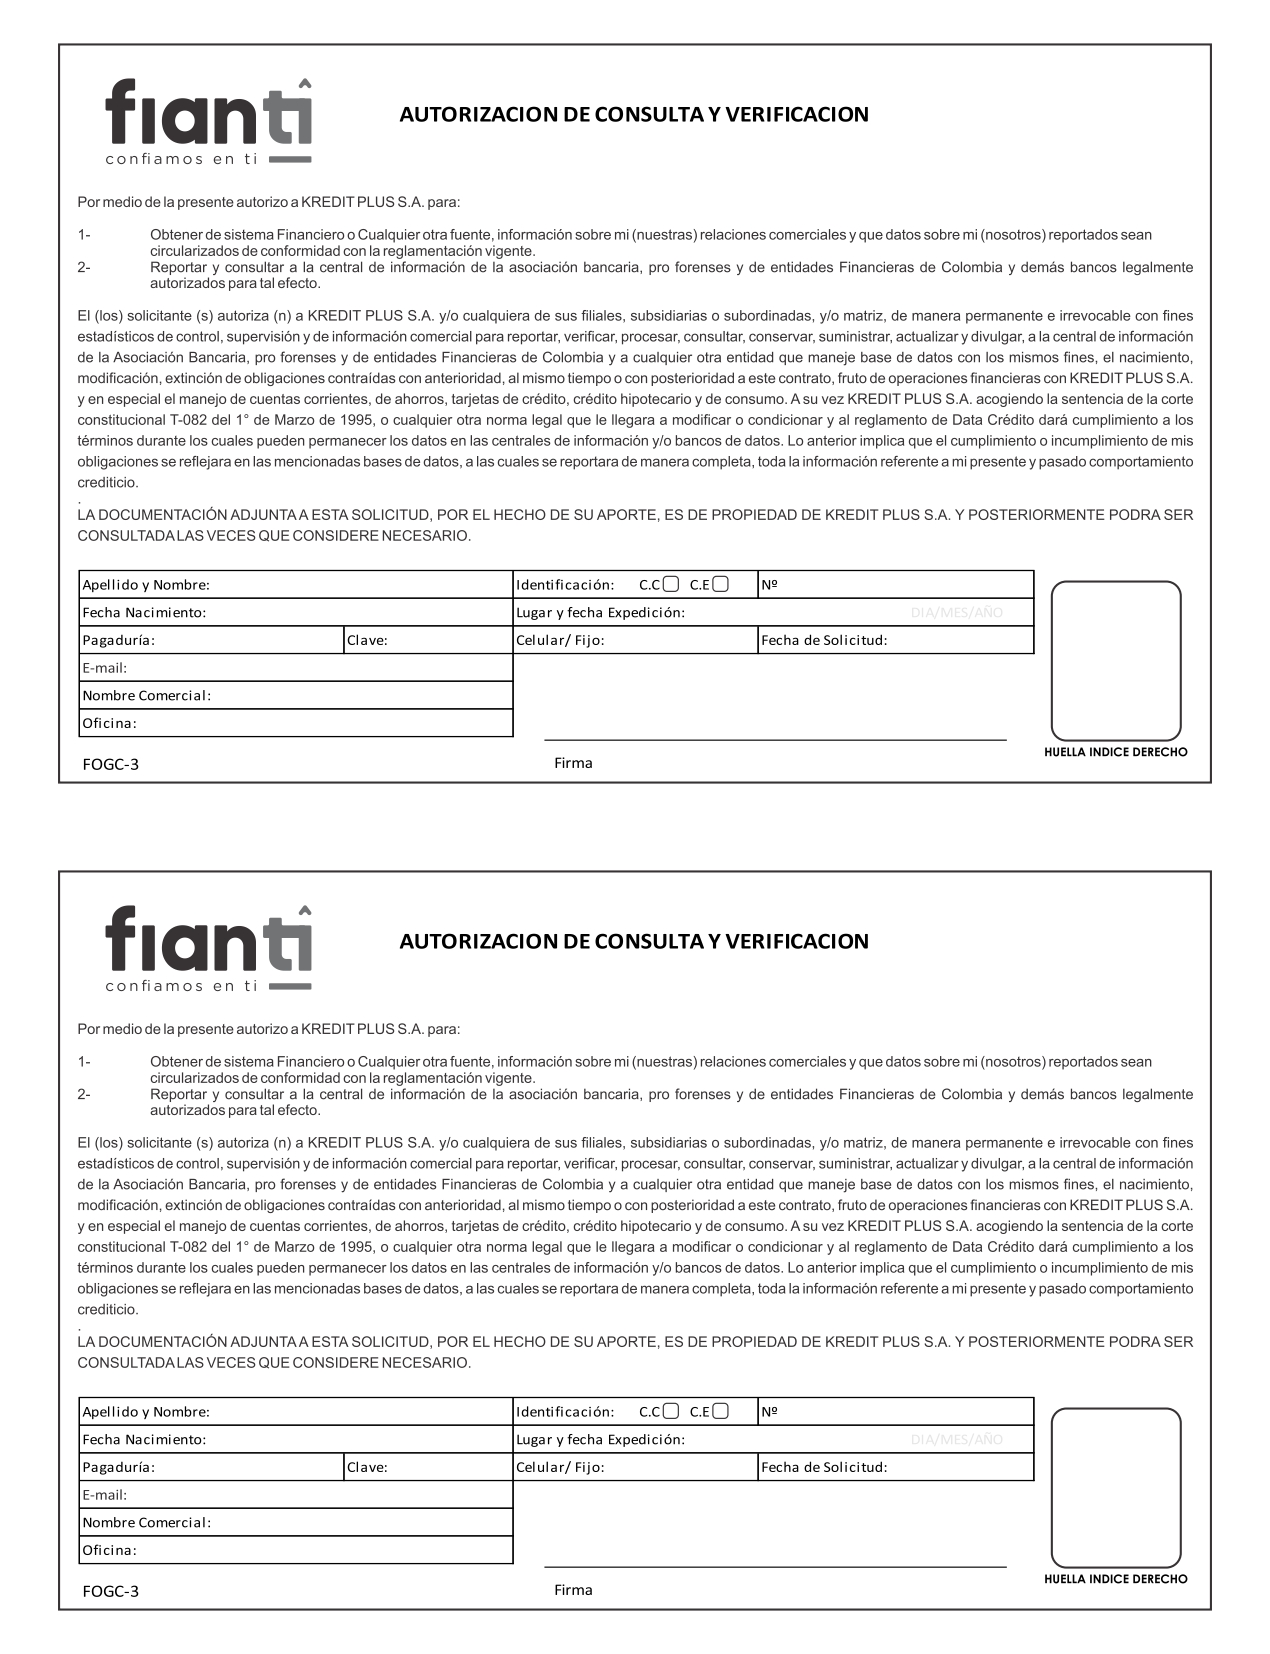 fianti
confiamos en ti
AUTORIZACION DE CONSULTA Y VERIFICACION
Por medio de la presente autorizo a KREDIT PLUS S.A. para:
1- Obtener de sistema Financiero o Cualquier otra fuente, información sobre mi (nuestras) relaciones comerciales y que datos sobre mi (nosotros) reportados sean
circularizados de conformidad con la reglamentación vigente.
2- Reportar y consultar a la central de información de la asociación bancaria, pro forenses y de entidades Financieras de Colombia y demás bancos legalmente
autorizados para tal efecto.
El (los) solicitante (s) autoriza (n) a KREDIT PLUS S.A. y/o cualquiera de sus filiales, subsidiarias o subordinadas, y/o matriz, de manera permanente e irrevocable con fines
estadísticos de control, supervisión y de información comercial para reportar, verificar, procesar, consultar, conservar, suministrar, actualizar y divulgar, a la central de información
de la Asociación Bancaria, pro forenses y de entidades Financieras de Colombia y a cualquier otra entidad que maneje base de datos con los mismos fines, el nacimiento,
modificación, extinción de obligaciones contraídas con anterioridad, al mismo tiempo o con posterioridad a este contrato, fruto de operaciones financieras con KREDIT PLUS S.A.
y en especial el manejo de cuentas corrientes, de ahorros, tarjetas de crédito, crédito hipotecario y de consumo. A su vez KREDIT PLUS S.A. acogiendo la sentencia de la corte
constitucional T-082 del 1° de Marzo de 1995, o cualquier otra norma legal que le llegara a modificar o condicionar y al reglamento de Data Crédito dará cumplimiento a los
términos durante los cuales pueden permanecer los datos en las centrales de información y/o bancos de datos. Lo anterior implica que el cumplimiento o incumplimiento de mis
obligaciones se reflejara en las mencionadas bases de datos, a las cuales se reportara de manera completa, toda la información referente a mi presente y pasado comportamiento
crediticio.
.
LA DOCUMENTACIÓN ADJUNTA A ESTA SOLICITUD, POR EL HECHO DE SU APORTE, ES DE PROPIEDAD DE KREDIT PLUS S.A. Y POSTERIORMENTE PODRA SER
CONSULTADA LAS VECES QUE CONSIDERE NECESARIO.
Apellido y Nombre: Identificación: C.C C.E Nº
Fecha Nacimiento: Lugar y fecha Expedición: DIA/MES/AÑO
Pagaduría: Clave: Celular/ Fijo: Fecha de Solicitud:
E-mail:
Nombre Comercial:
Oficina:
HUELLA INDICE DERECHO
FOGC-3 Firma
fianti
confiamos en ti
AUTORIZACION DE CONSULTA Y VERIFICACION
Por medio de la presente autorizo a KREDIT PLUS S.A. para:
1- Obtener de sistema Financiero o Cualquier otra fuente, información sobre mi (nuestras) relaciones comerciales y que datos sobre mi (nosotros) reportados sean
circularizados de conformidad con la reglamentación vigente.
2- Reportar y consultar a la central de información de la asociación bancaria, pro forenses y de entidades Financieras de Colombia y demás bancos legalmente
autorizados para tal efecto.
El (los) solicitante (s) autoriza (n) a KREDIT PLUS S.A. y/o cualquiera de sus filiales, subsidiarias o subordinadas, y/o matriz, de manera permanente e irrevocable con fines
estadísticos de control, supervisión y de información comercial para reportar, verificar, procesar, consultar, conservar, suministrar, actualizar y divulgar, a la central de información
de la Asociación Bancaria, pro forenses y de entidades Financieras de Colombia y a cualquier otra entidad que maneje base de datos con los mismos fines, el nacimiento,
modificación, extinción de obligaciones contraídas con anterioridad, al mismo tiempo o con posterioridad a este contrato, fruto de operaciones financieras con KREDIT PLUS S.A.
y en especial el manejo de cuentas corrientes, de ahorros, tarjetas de crédito, crédito hipotecario y de consumo. A su vez KREDIT PLUS S.A. acogiendo la sentencia de la corte
constitucional T-082 del 1° de Marzo de 1995, o cualquier otra norma legal que le llegara a modificar o condicionar y al reglamento de Data Crédito dará cumplimiento a los
términos durante los cuales pueden permanecer los datos en las centrales de información y/o bancos de datos. Lo anterior implica que el cumplimiento o incumplimiento de mis
obligaciones se reflejara en las mencionadas bases de datos, a las cuales se reportara de manera completa, toda la información referente a mi presente y pasado comportamiento
crediticio.
.
LA DOCUMENTACIÓN ADJUNTA A ESTA SOLICITUD, POR EL HECHO DE SU APORTE, ES DE PROPIEDAD DE KREDIT PLUS S.A. Y POSTERIORMENTE PODRA SER
CONSULTADA LAS VECES QUE CONSIDERE NECESARIO.
Apellido y Nombre: Identificación: C.C C.E Nº
Fecha Nacimiento: Lugar y fecha Expedición: DIA/MES/AÑO
Pagaduría: Clave: Celular/ Fijo: Fecha de Solicitud:
E-mail:
Nombre Comercial:
Oficina:
HUELLA INDICE DERECHO
FOGC-3 Firma